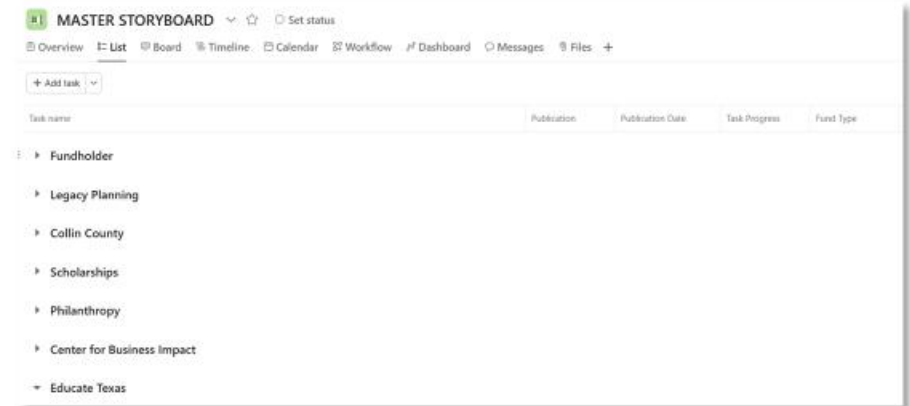 MASTER STORYBOARD Set status
Overview List Board Timeline Calendar Workflow Dashboard Messages Files +
+ Add task
Task name Publication Publication Date Task Progress Fund Type
Fundholder
Legacy Planning
Collin County
Scholarships
Philanthropy
Center for Business Impact
Educate Texas